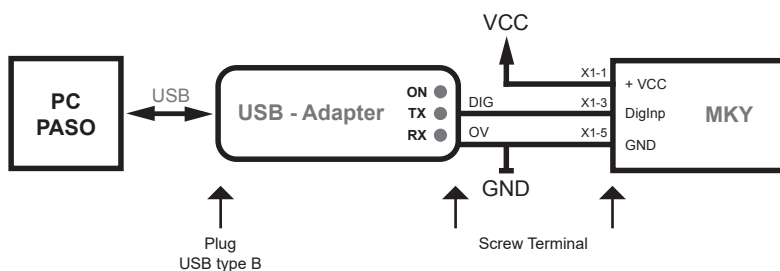 VCC
PC
PASO
USB
USB - Adapter
ON
TX
RX
DIG
OV
X1-1
X1-3
X1-5
+ VCC
DigInp
GND
MKY
GND
Plug
USB type B
Screw Terminal